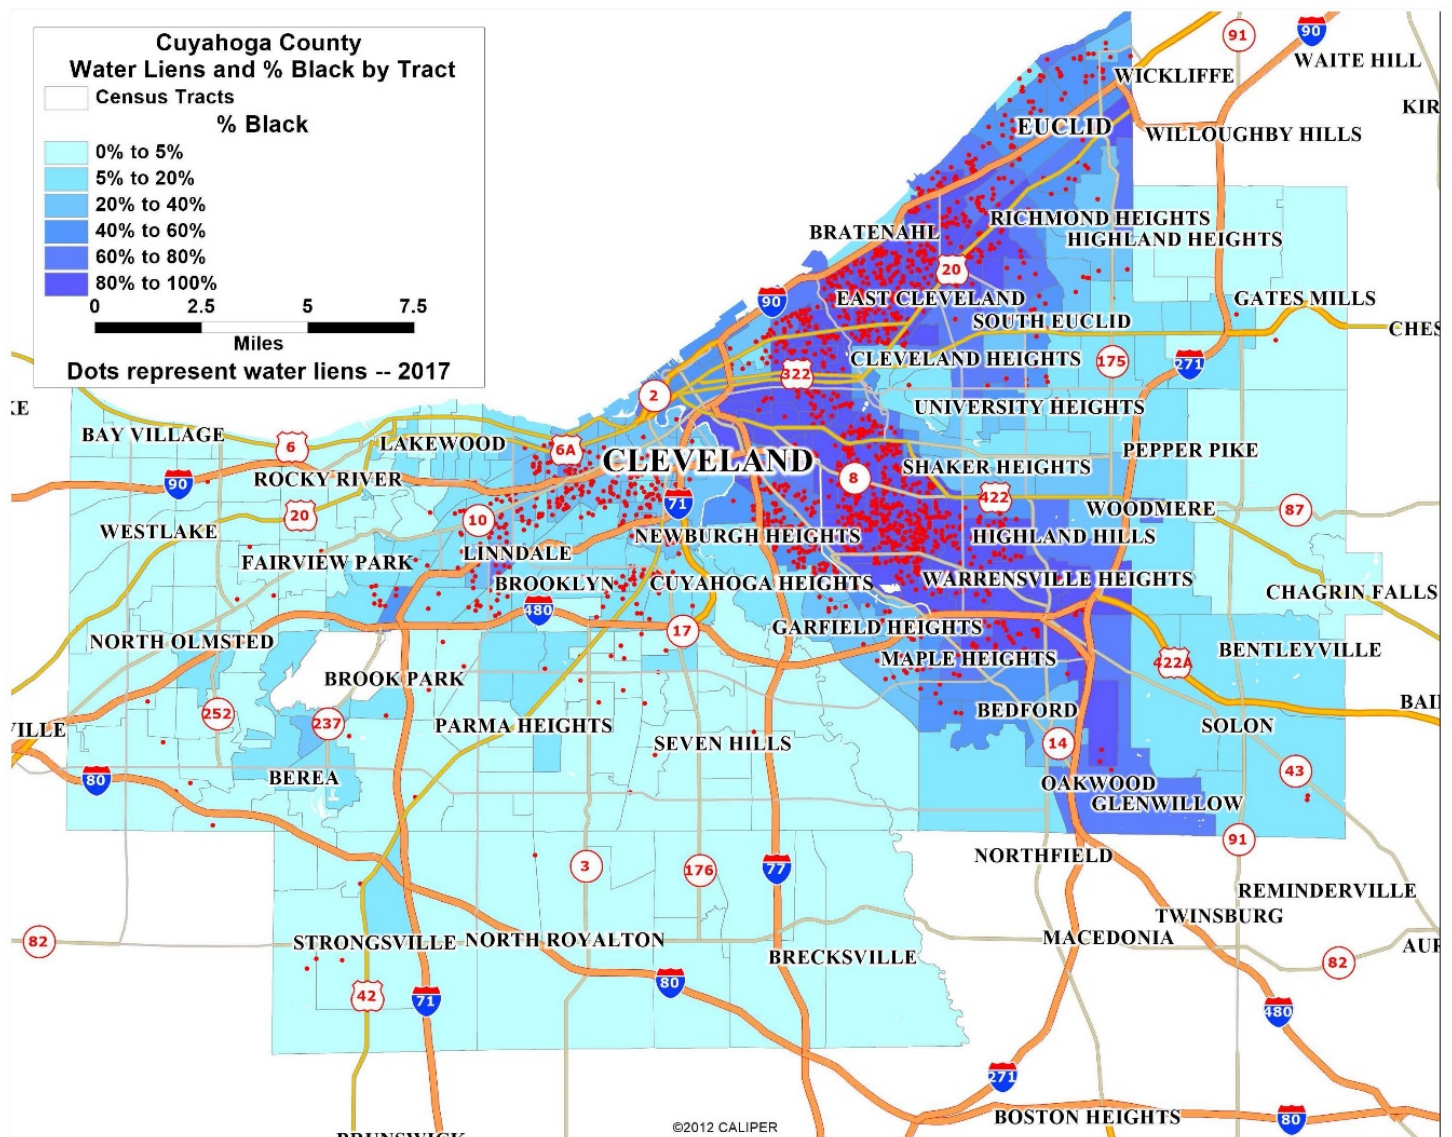 Cuyahoga County
Water Liens and % Black by Tract
Census Tracts
% Black
0% to 5%
5% to 20%
20% to 40%
40% to 60%
60% to 80%
80% to 100%
0 2.5 5 7.5
Miles
Dots represent water liens -- 2017
91
90
WAITE HILL
WICKLIFFE
KIR
EUCLID
WILLOUGHBY HILLS
RICHMOND HEIGHTS
BRATENAHL
HIGHLAND HEIGHTS
20
90
EAST CLEVELAND
GATES MILLS
SOUTH EUCLID
CHES
CLEVELAND HEIGHTS
175
271
322
2
KE
UNIVERSITY HEIGHTS
BAY VILLAGE
6
LAKEWOOD
6A
PEPPER PIKE
CLEVELAND
SHAKER HEIGHTS
90
ROCKY RIVER
8
422
71
20
10
WOODMERE
87
WESTLAKE
NEWBURGH HEIGHTS
HIGHLAND HILLS
LINNDALE
FAIRVIEW PARK
BROOKLYN
CUYAHOGA HEIGHTS
WARRENSVILLE HEIGHTS
CHAGRIN FALLS
480
17
GARFIELD HEIGHTS
NORTH OLMSTED
BENTLEYVILLE
MAPLE HEIGHTS
422A
BROOK PARK
BAI
252
237
PARMA HEIGHTS
BEDFORD
SOLON
VILLE
SEVEN HILLS
14
80
BEREA
43
OAKWOOD
GLENWILLOW
91
NORTHFIELD
3
176
77
REMINDERVILLE
TWINSBURG
82
STRONGSVILLE
NORTH ROYALTON
MACEDONIA
AUR
BRECKSVILLE
82
80
42
71
480
271
BOSTON HEIGHTS
80
©2012 CALIPER
BRUNSWICK